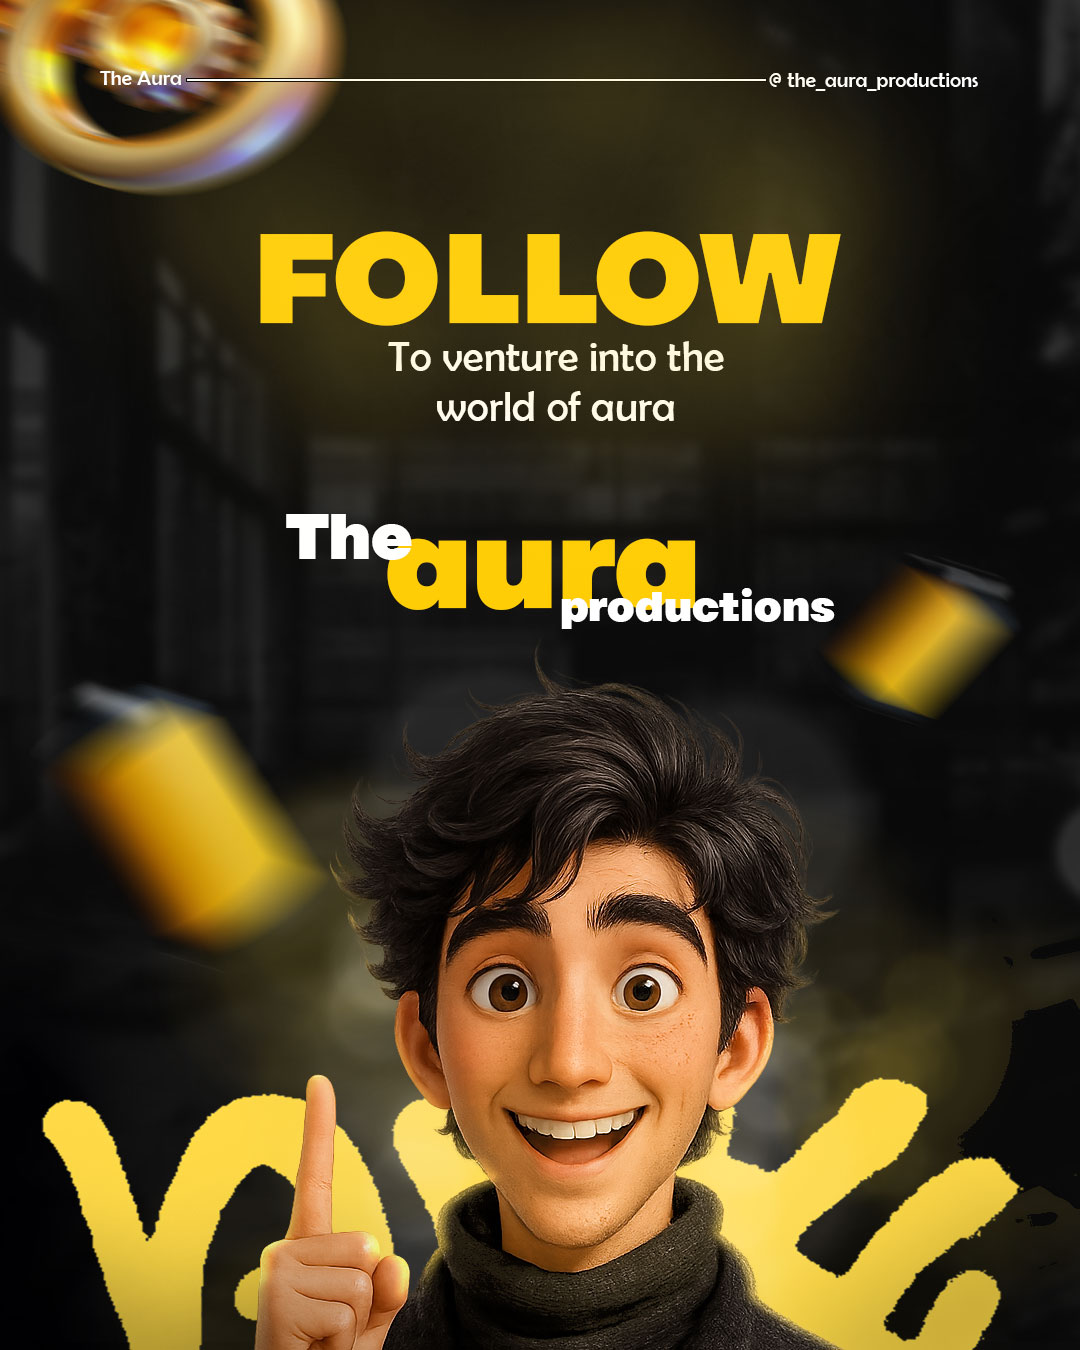 The Aura
@ the_aura_productions
FOLLOW
To venture into the
world of aura
The
aura
productions